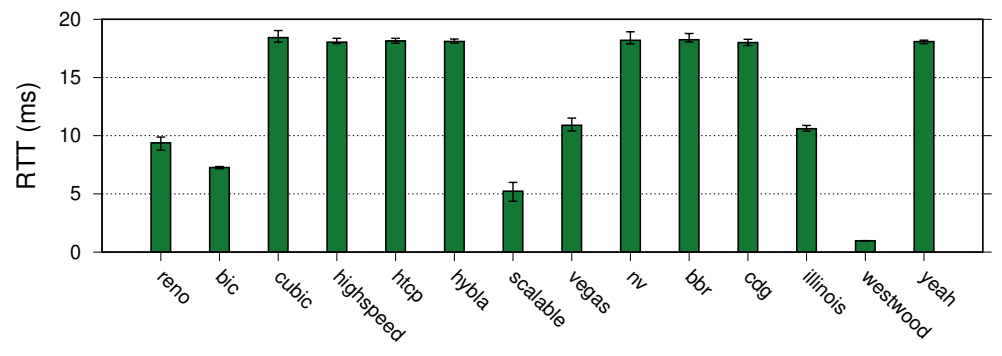 20
15
10
5
0
RTT (ms)
reno
bic
cubic
highspeed
htcp
hybla
scalable
vegas
nv
bbr
cdg
illinois
westwood
yeah